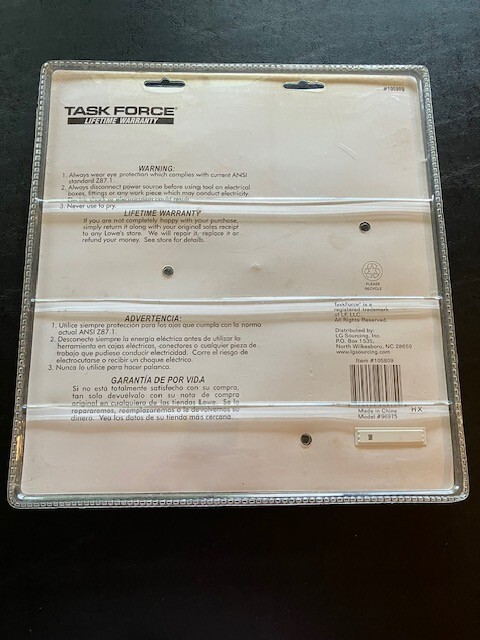 #105809
TASK FORCE
LIFETIME WARRANTY
WARNING:
1. Always wear eye protection which complies with current ANSI
standard Z87.1.
2. Always disconnect power source before using tool on electrical
boxes, fittings or any work piece which may conduct electricity.
could result.
3. Never use to pry.
LIFETIME WARRANTY
If you are not completely happy with your purchase,
simply return it along with your original sales receipt
to any Lowe's store. We will repair it, replace it or
refund your money. See store for details.
PLEASE
RECYCLE
TaskForce® is a
registered trademark
of LF, LLC.
All Rights Reserved.
Distributed by:
LG Sourcing, Inc.
P.O. Box 1535,
North Wilkesboro, NC 28659
www.lgsourcing.com
Item #105809
Made in China HX
Model #96975
ADVERTENCIA:
1. Utilice siempre protección para los ojos que cumpla con la norma
actual ANSI Z87.1.
2. Desconecte siempre la energía eléctrica antes de utilizar la
herramienta en cajas eléctricas, conectores o cualquier pieza de
trabajo que pudiese conducir electricidad. Corre el riesgo de
electrocutarse o recibir un choque eléctrico.
3. Nunca lo utilice para hacer palanca.
GARANTÍA DE POR VIDA
Si no está totalmente satisfecho con su compra,
tan solo devuélvalo con su nota de compra
original en cualquiera de las tiendas Lowe. Se lo
repararemos, reemplazaremos o le devolvemos su
dinero. Vea los datos de su tienda más cercana.